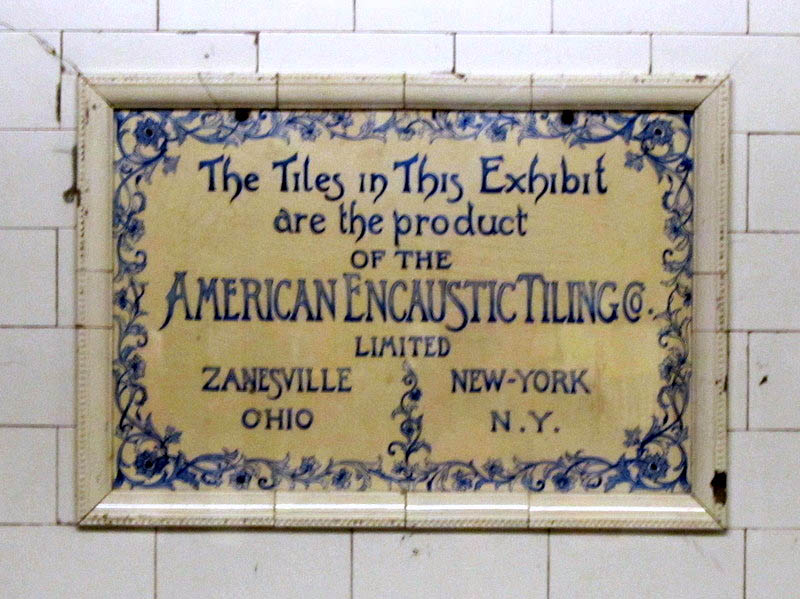 The Tiles in This Exhibit
are the product
OF THE
AMERICAN ENCAUSTIC TILING CO.
LIMITED
ZANESVILLE NEW-YORK
OHIO N.Y.